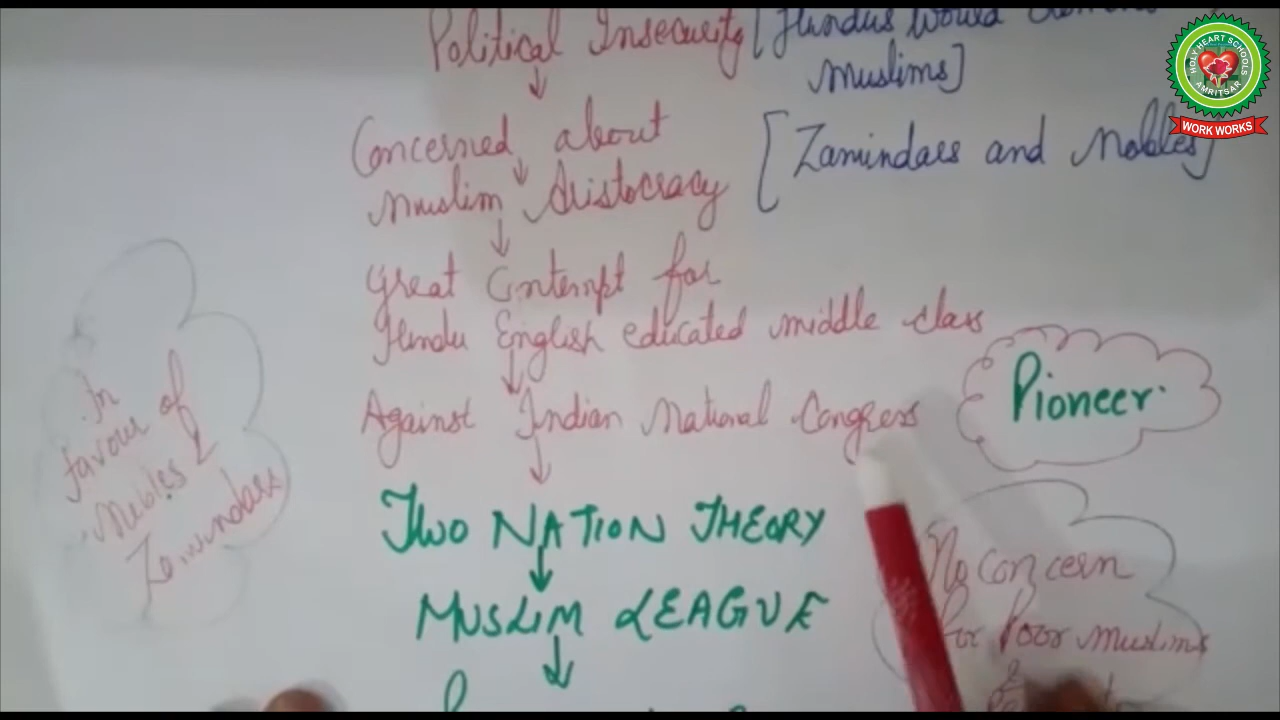 Political Insecurity [Hindus would
Muslims]
Concerned about
Muslim Aristocracy
[Zamindars and Nobles]
Great Contempt for
Hindu English educated middle class
Against Indian National Congress
Pioneer.
In
favour of
Nobles &
Zamindars
TWO NATION THEORY
MUSLIM LEAGUE
No Concern
for Poor Muslims
HOLY HEART SCHOOLS
AMRITSAR
WORK WORKS